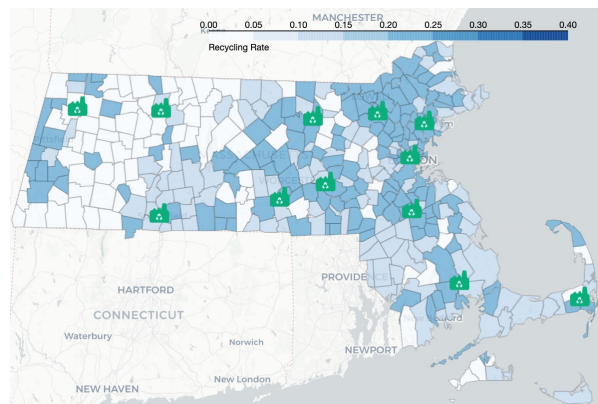 MANCHESTER
0.00 0.05 0.10 0.15 0.20 0.25 0.30 0.35 0.40
Recycling Rate
PROVIDENCE
HARTFORD
CONNECTICUT
Waterbury
Norwich
NEWPORT
New London
NEW HAVEN